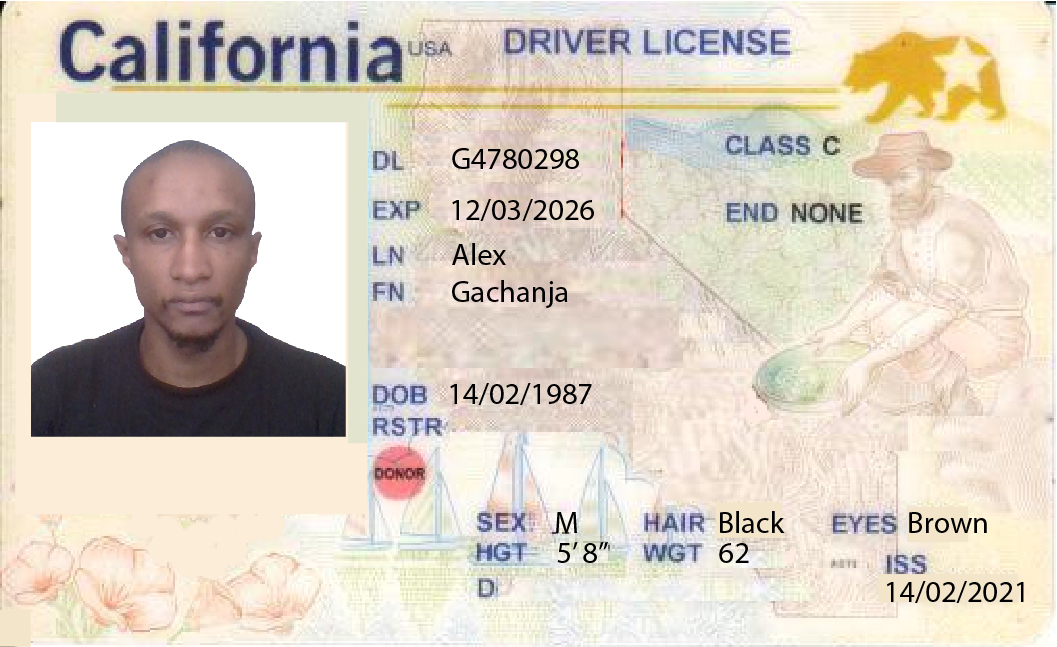 California USA DRIVER LICENSE
DL G4780298 CLASS C
EXP 12/03/2026 END NONE
LN Alex
FN Gachanja
DOB 14/02/1987
RSTR
DONOR
SEX M HAIR Black EYES Brown
HGT 5'8" WGT 62 ISS
D 14/02/2021